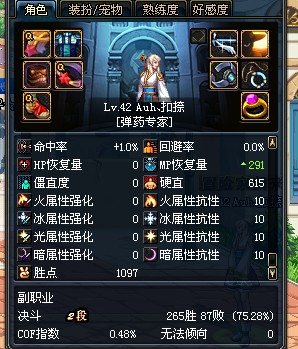 角色 装扮/宠物 熟练度 好感度
Lv.42 Auh.扣捺
[弹药专家]
命中率 +1.0% 回避率 0.0%
HP恢复量 0 MP恢复量 291
僵直度 0 硬直 615
火属性强化 0 火属性抗性 10
冰属性强化 0 冰属性抗性 10
光属性强化 0 光属性抗性 10
暗属性强化 0 暗属性抗性 10
胜点 1097
副职业
决斗 2段 265胜 87败 (75.28%)
COF指数 0.48% 无法倾向 0